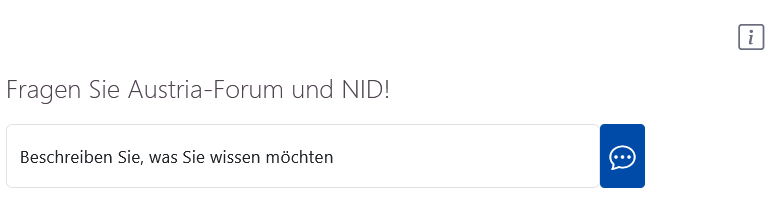 i
Fragen Sie Austria-Forum und NID!
Beschreiben Sie, was Sie wissen möchten